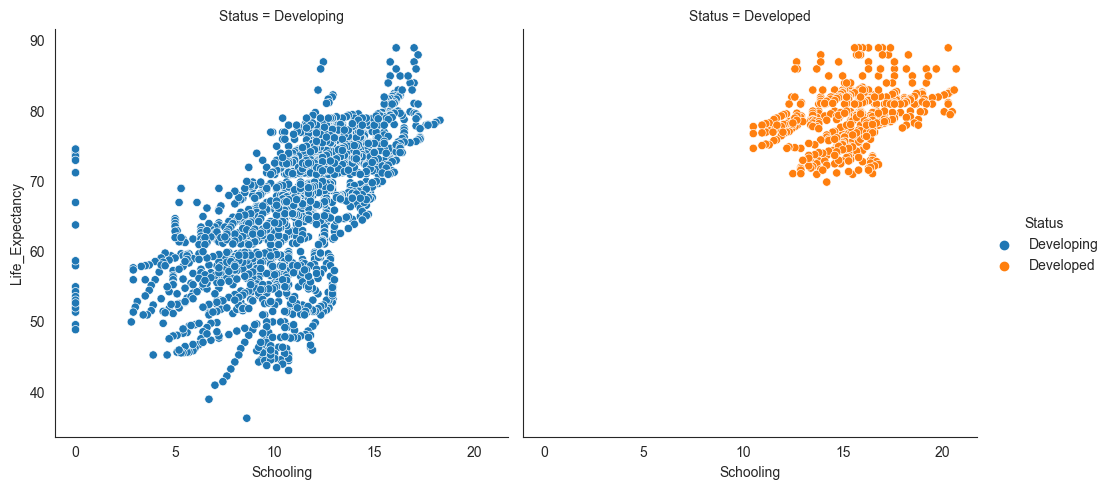 Status = Developing
Status = Developed
90
80
70
60
50
40
Life_Expectancy
0 5 10 15 20
0 5 10 15 20
Schooling
Schooling
Status
Developing
Developed